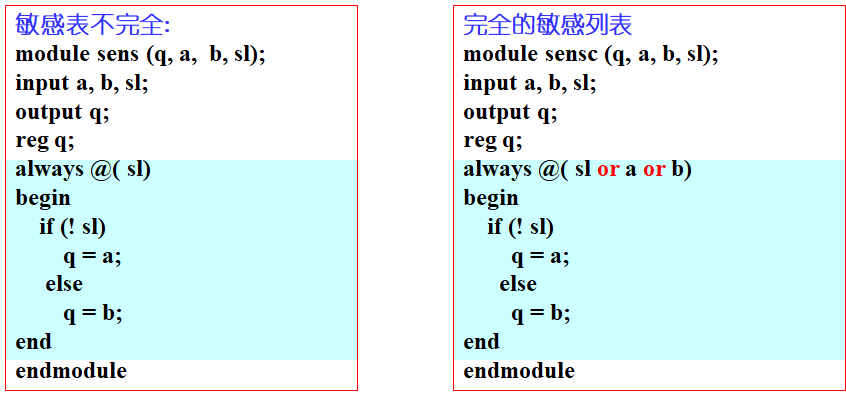 敏感表不完全:
module sens (q, a,  b, sl);
input a, b, sl;
output q;
reg q;
always @( sl)
begin
if (! sl)
q = a;
else
q = b;
end
endmodule
完全的敏感列表
module sensc (q, a, b, sl);
input a, b, sl;
output q;
reg q;
always @( sl or a or b)
begin
if (! sl)
q = a;
else
q = b;
end
endmodule